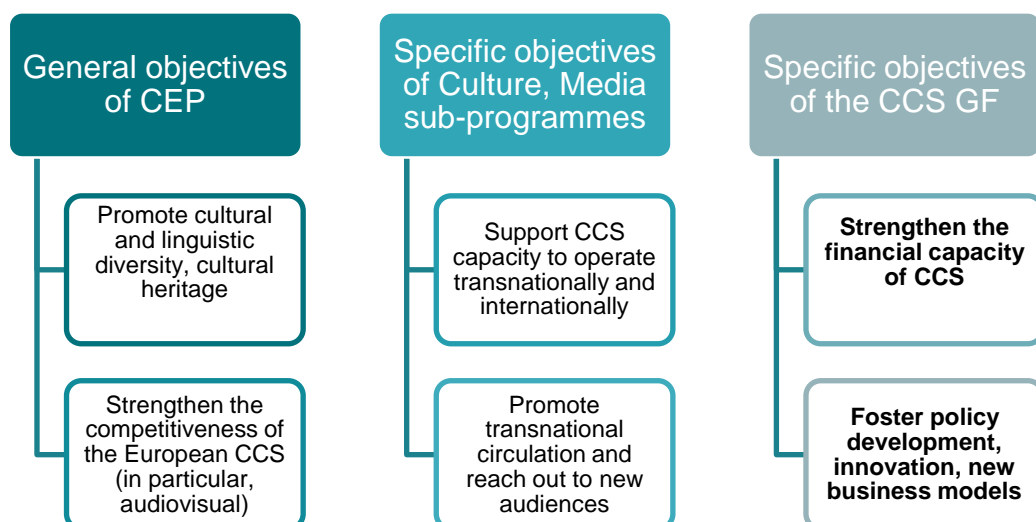 General objectives
of CEP
Promote cultural
and linguistic
diversity, cultural
heritage
Strengthen the
competitiveness of
the European CCS
(in particular,
audiovisual)
Specific objectives
of Culture, Media
sub-programmes
Support CCS
capacity to operate
transnationally and
internationally
Promote
transnational
circulation and
reach out to new
audiences
Specific objectives
of the CCS GF
Strengthen the
financial capacity
of CCS
Foster policy
development,
innovation, new
business models